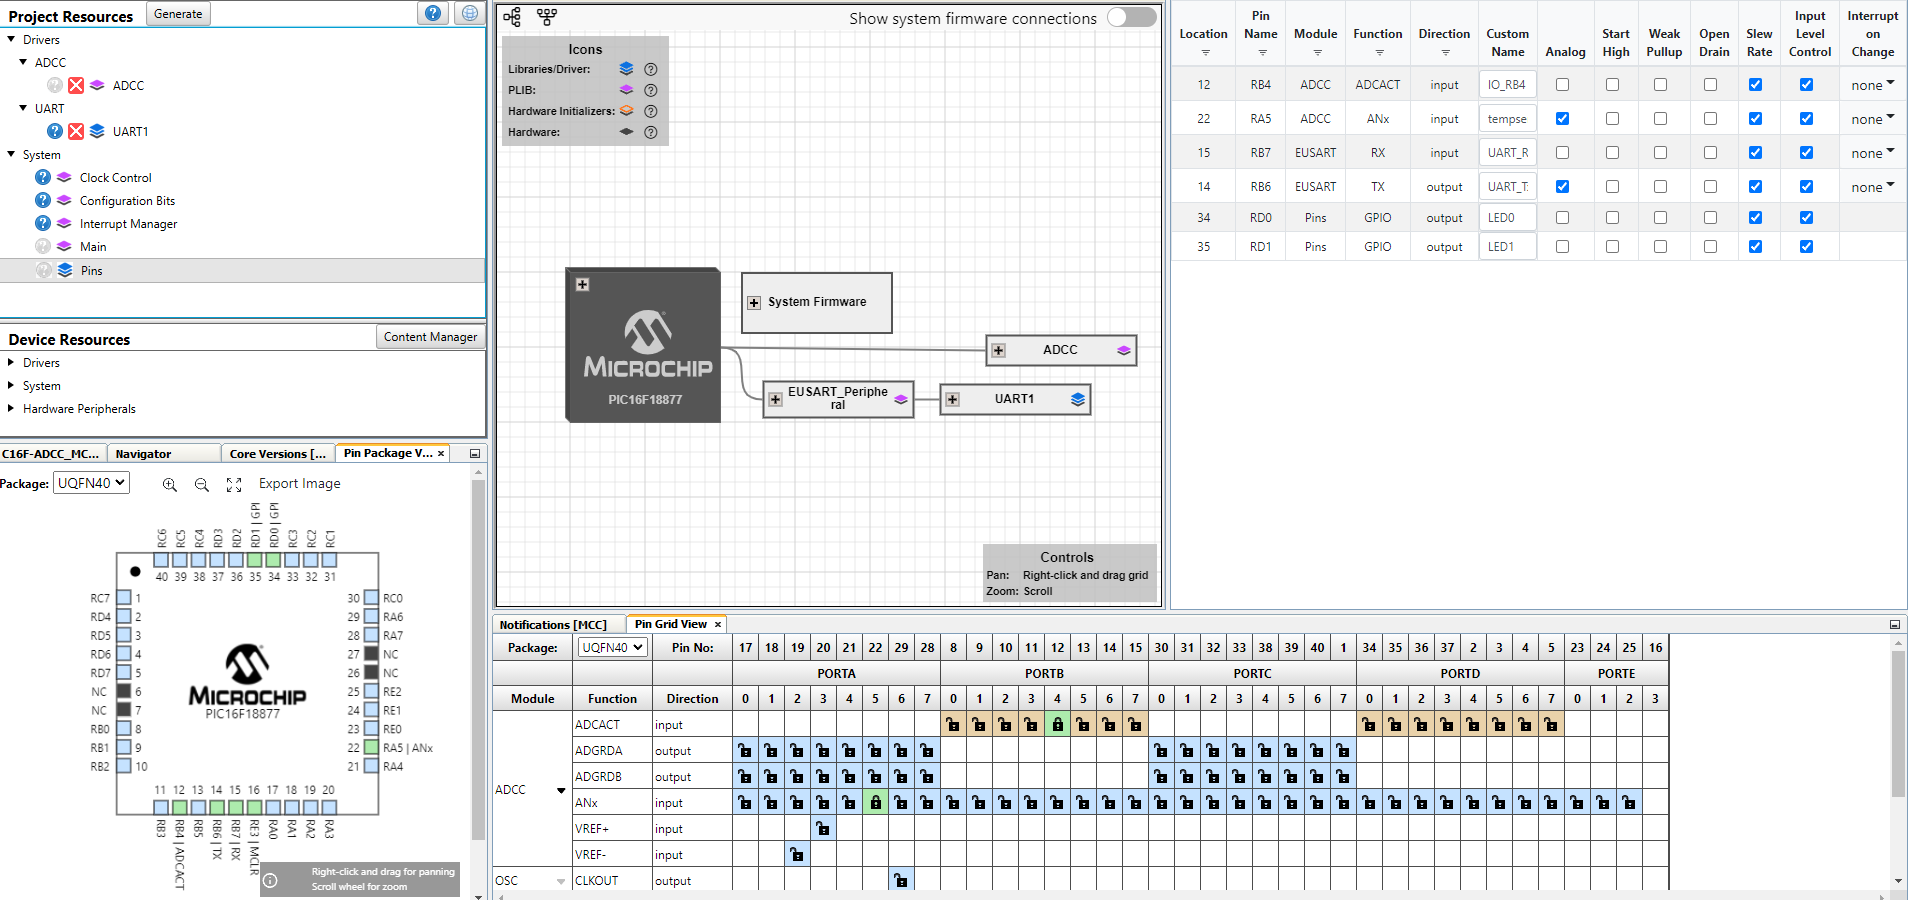 Project Resources Generate
Drivers
ADCC
ADCC
UART
UART1
System
Clock Control
Configuration Bits
Interrupt Manager
Main
Pins
Device Resources Content Manager
Drivers
System
Hardware Peripherals
C16F-ADCC_MC... Navigator Core Versions [... Pin Package V... ×
Package: UQFN40 Export Image
RC6 RC5 RC4 RD3 RD2 RD1 | GPI RD0 | GPI RC3 RC2 RC1
40 39 38 37 36 35 34 33 32 31
RC7 1 30 RC0
RD4 2 29 RA6
RD5 3 28 RA7
RD6 4 27 NC
RD7 5 26 NC
NC 6 25 RE2
NC 7 24 RE1
RB0 8 23 RE0
RB1 9 22 RA5 | ANx
RB2 10 21 RA4
MICROCHIP
PIC16F18877
11 12 13 14 15 16 17 18 19 20
RB3 RB4 | ADCACT RB5 RB6 | TX RB7 | RX RE3 | MCLR RA0 RA1 RA2 RA3
Right-click and drag for panning
Scroll wheel for zoom
Show system firmware connections
Icons
Libraries/Driver:
PLIB:
Hardware Initializers:
Hardware:
MICROCHIP
PIC16F18877
System Firmware
ADCC
EUSART_Periphe
ral
UART1
Controls
Pan: Right-click and drag grid
Zoom: Scroll
Location Pin Name Module Function Direction Custom Name Analog Start High Weak Pullup Open Drain Slew Rate Input Level Control Interrupt on Change
12 RB4 ADCC ADCACT input IO_RB4 none
22 RA5 ADCC ANx input tempse none
15 RB7 EUSART RX input UART_R none
14 RB6 EUSART TX output UART_T: none
34 RD0 Pins GPIO output LED0
35 RD1 Pins GPIO output LED1
Notifications [MCC] Pin Grid View ×
Package: UQFN40 Pin No: 17 18 19 20 21 22 29 28 8 9 10 11 12 13 14 15 30 31 32 33 38 39 40 1 34 35 36 37 2 3 4 5 23 24 25 16
PORTA PORTB PORTC PORTD PORTE
Module Function Direction 0 1 2 3 4 5 6 7 0 1 2 3 4 5 6 7 0 1 2 3 4 5 6 7 0 1 2 3 4 5 6 7 0 1 2 3
ADCC
ADCACT input
ADGRDA output
ADGRDB output
ANx input
VREF+ input
VREF- input
OSC CLKOUT output